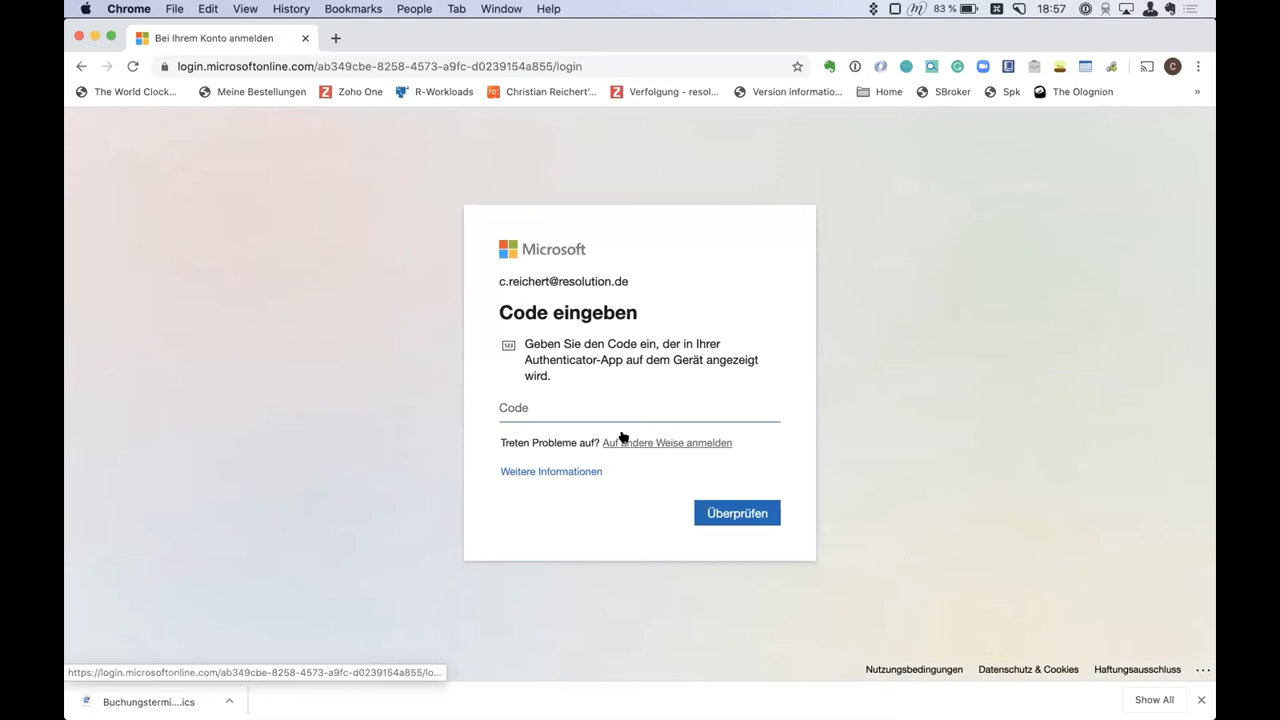 Chrome File Edit View History Bookmarks People Tab Window Help 83 % 18:57
Bei Ihrem Konto anmelden
login.microsoftonline.com/ab349cbe-8258-4573-a9fc-d0239154a855/login
The World Clock... Meine Bestellungen Zoho One R-Workloads Christian Reichert'... Verfolgung - resol... Version informatio... Home SBroker Spk The Olognion »
Microsoft
c.reichert@resolution.de
Code eingeben
Geben Sie den Code ein, der in Ihrer
Authenticator-App auf dem Gerät angezeigt
wird.
Code
Treten Probleme auf? Auf andere Weise anmelden
Weitere Informationen
Überprüfen
Nutzungsbedingungen Datenschutz & Cookies Haftungsausschluss ...
https://login.microsoftonline.com/ab349cbe-8258-4573-a9fc-d0239154a855/lo...
Buchungstermi....ics Show All